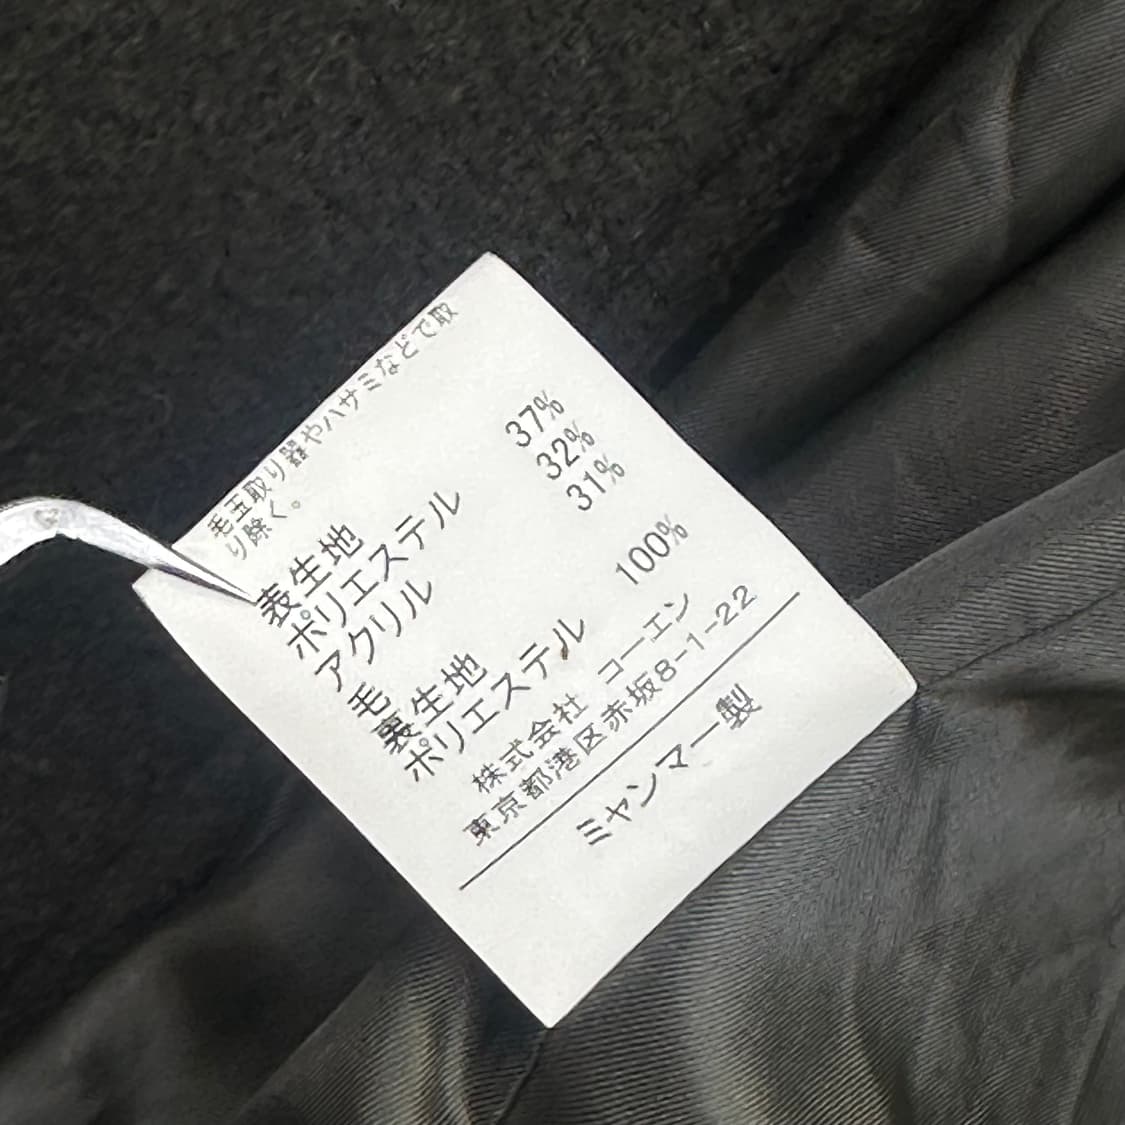 毛玉取り器やハサミなどで取
り除く。
表生地
ポリエステル 37%
アクリル 32%
毛 31%
裏生地
ポリエステル 100%
株式会社 コーエン
東京都港区赤坂8-1-22
ミャンマー製